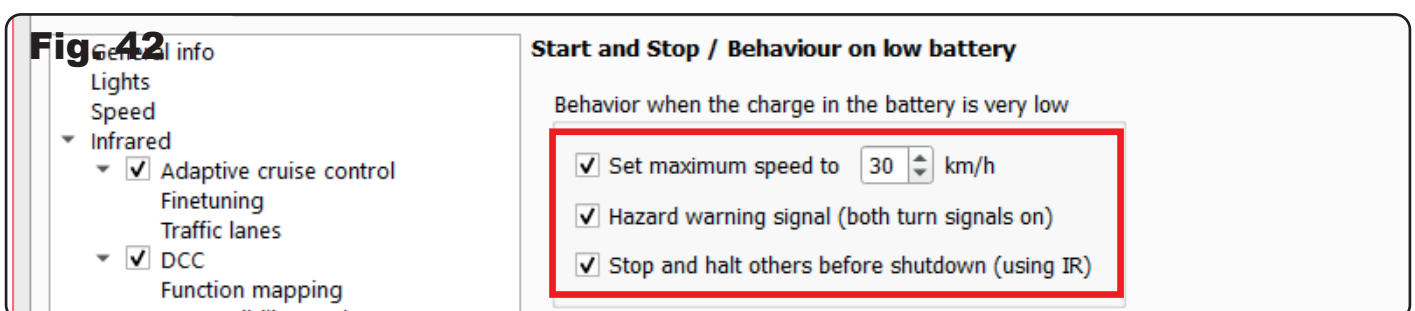 Fig. 42
General info
Lights
Speed
Infrared
Adaptive cruise control
Finetuning
Traffic lanes
DCC
Function mapping
Start and Stop / Behaviour on low battery
Behavior when the charge in the battery is very low
Set maximum speed to 30 km/h
Hazard warning signal (both turn signals on)
Stop and halt others before shutdown (using IR)